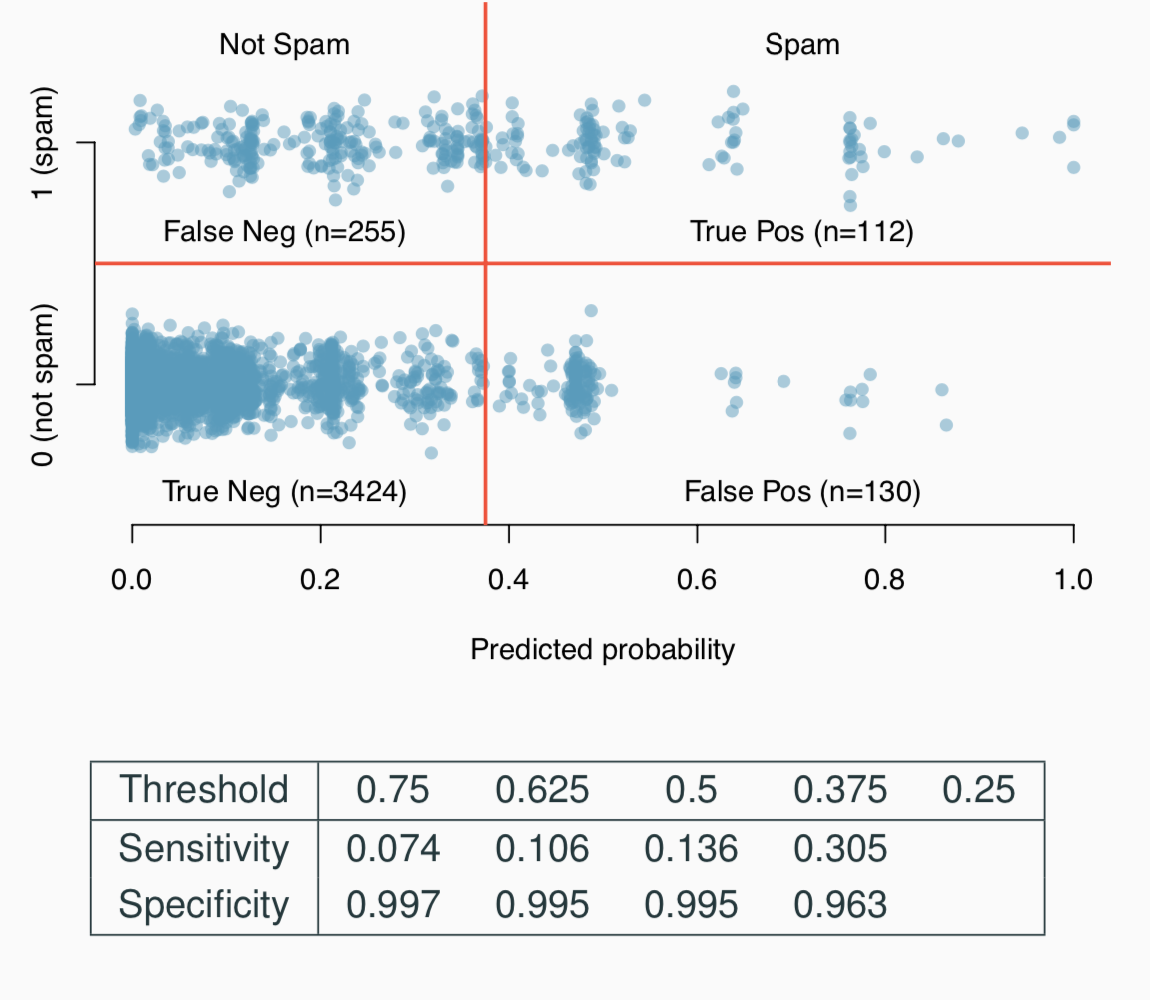 Not Spam Spam
1 (spam)
False Neg (n=255) True Pos (n=112)
0 (not spam)
True Neg (n=3424) False Pos (n=130)
0.0 0.2 0.4 0.6 0.8 1.0
Predicted probability
Threshold 0.75 0.625 0.5 0.375 0.25
Sensitivity 0.074 0.106 0.136 0.305
Specificity 0.997 0.995 0.995 0.963